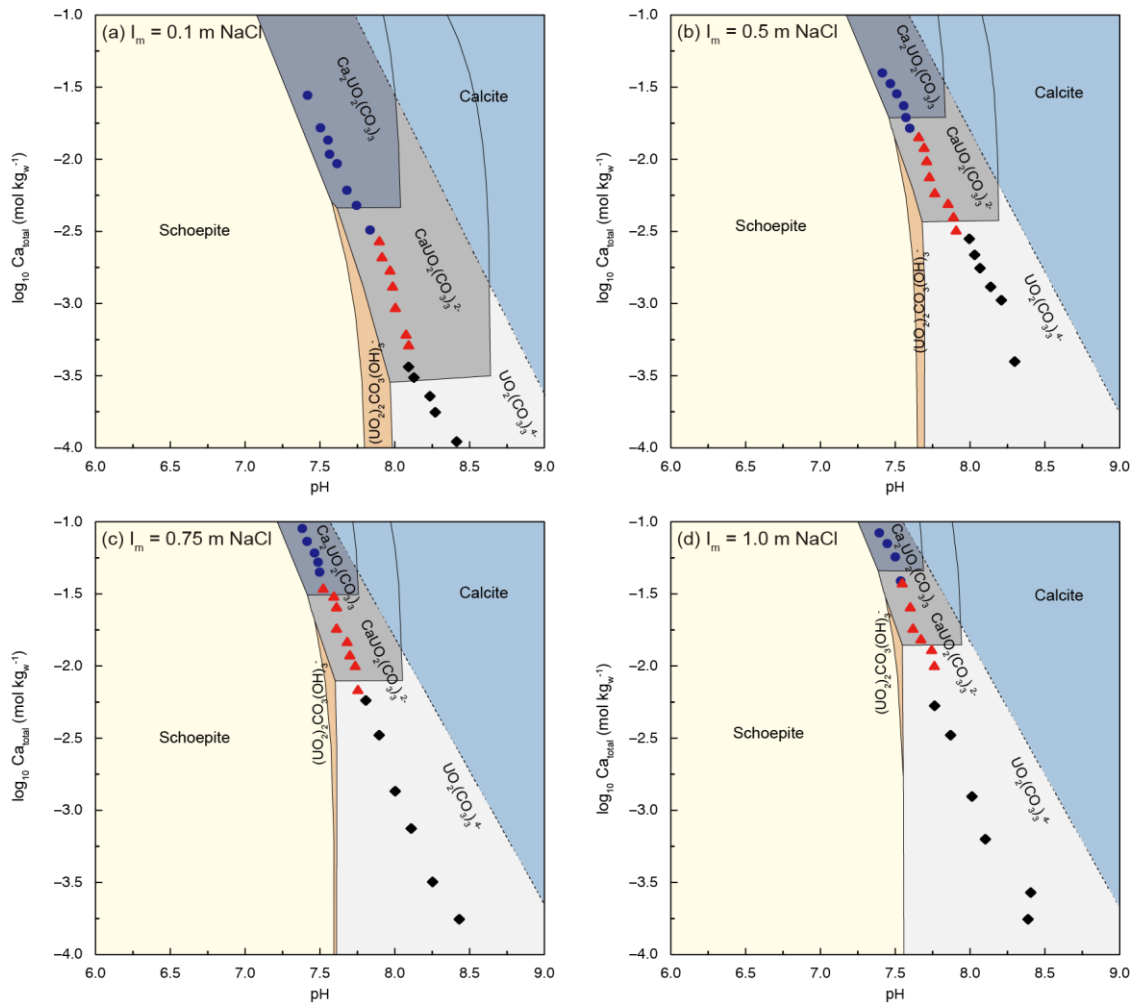 (a) Iₘ = 0.1 m NaCl
Ca₂UO₂(CO₃)₃
Calcite
Schoepite
CaUO₂(CO₃)₃²⁻
(UO₂)₂CO₃(OH)₃⁻
UO₂(CO₃)₃⁴⁻
log₁₀ Ca_total (mol kg_w⁻¹)
−1.0
−1.5
−2.0
−2.5
−3.0
−3.5
−4.0
6.0 6.5 7.0 7.5 8.0 8.5 9.0
pH
(b) Iₘ = 0.5 m NaCl
Ca₂UO₂(CO₃)₃
Calcite
CaUO₂(CO₃)₃²⁻
Schoepite
(UO₂)₂CO₃(OH)₃⁻
UO₂(CO₃)₃⁴⁻
log₁₀ Ca_total (mol kg_w⁻¹)
−1.0
−1.5
−2.0
−2.5
−3.0
−3.5
−4.0
6.0 6.5 7.0 7.5 8.0 8.5 9.0
pH
(c) Iₘ = 0.75 m NaCl
Ca₂UO₂(CO₃)₃
Calcite
CaUO₂(CO₃)₃²⁻
(UO₂)₂CO₃(OH)₃⁻
Schoepite
UO₂(CO₃)₃⁴⁻
log₁₀ Ca_total (mol kg_w⁻¹)
−1.0
−1.5
−2.0
−2.5
−3.0
−3.5
−4.0
6.0 6.5 7.0 7.5 8.0 8.5 9.0
pH
(d) Iₘ = 1.0 m NaCl
Ca₂UO₂(CO₃)₃
Calcite
CaUO₂(CO₃)₃²⁻
(UO₂)₂CO₃(OH)₃⁻
Schoepite
UO₂(CO₃)₃⁴⁻
log₁₀ Ca_total (mol kg_w⁻¹)
−1.0
−1.5
−2.0
−2.5
−3.0
−3.5
−4.0
6.0 6.5 7.0 7.5 8.0 8.5 9.0
pH